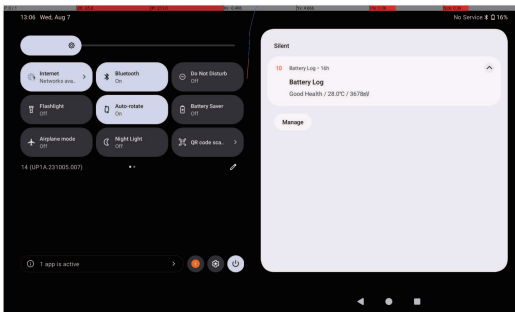 13:06 Wed, Aug 7
No Service 16%
Internet
Networks ava..
Bluetooth
On
Do Not Disturb
Off
Flashlight
Off
Auto-rotate
On
Battery Saver
Off
Airplane mode
Off
Night Light
Off
QR code sca..
14 (UP1A.231005.007)
1 app is active
Silent
10 Battery Log • 16h
Battery Log
Good Health / 28.0°C / 3678mV
Manage